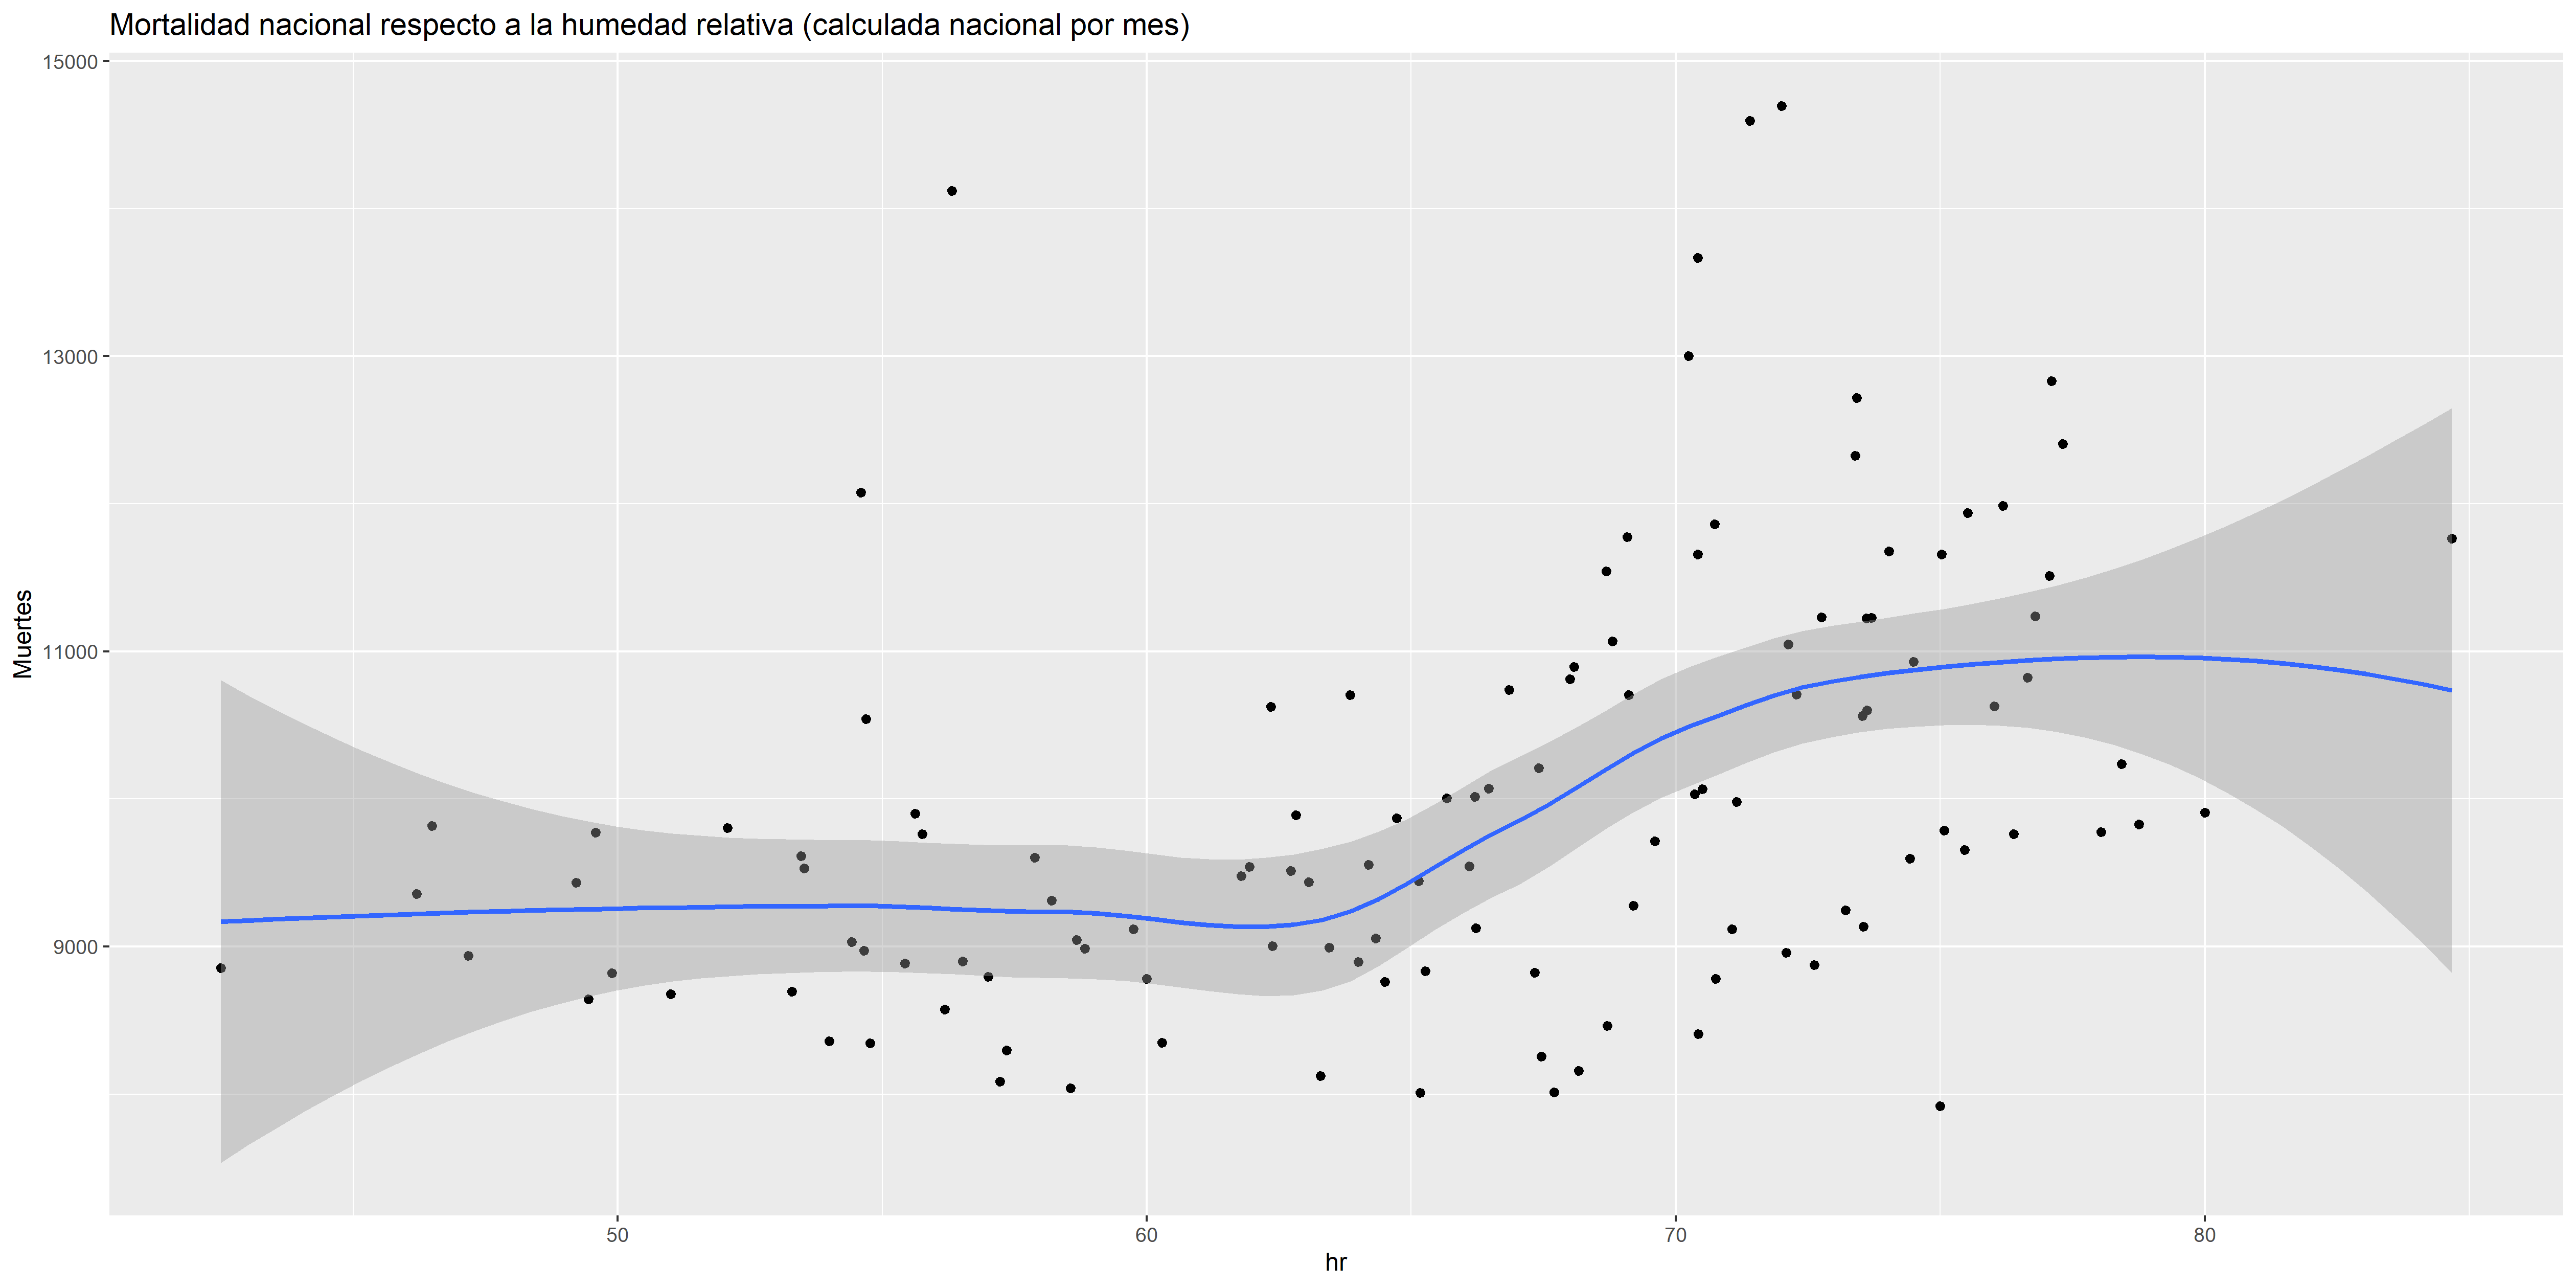 Mortalidad nacional respecto a la humedad relativa (calculada nacional por mes)
15000
13000
11000
9000
Muertes
50 60 70 80
hr